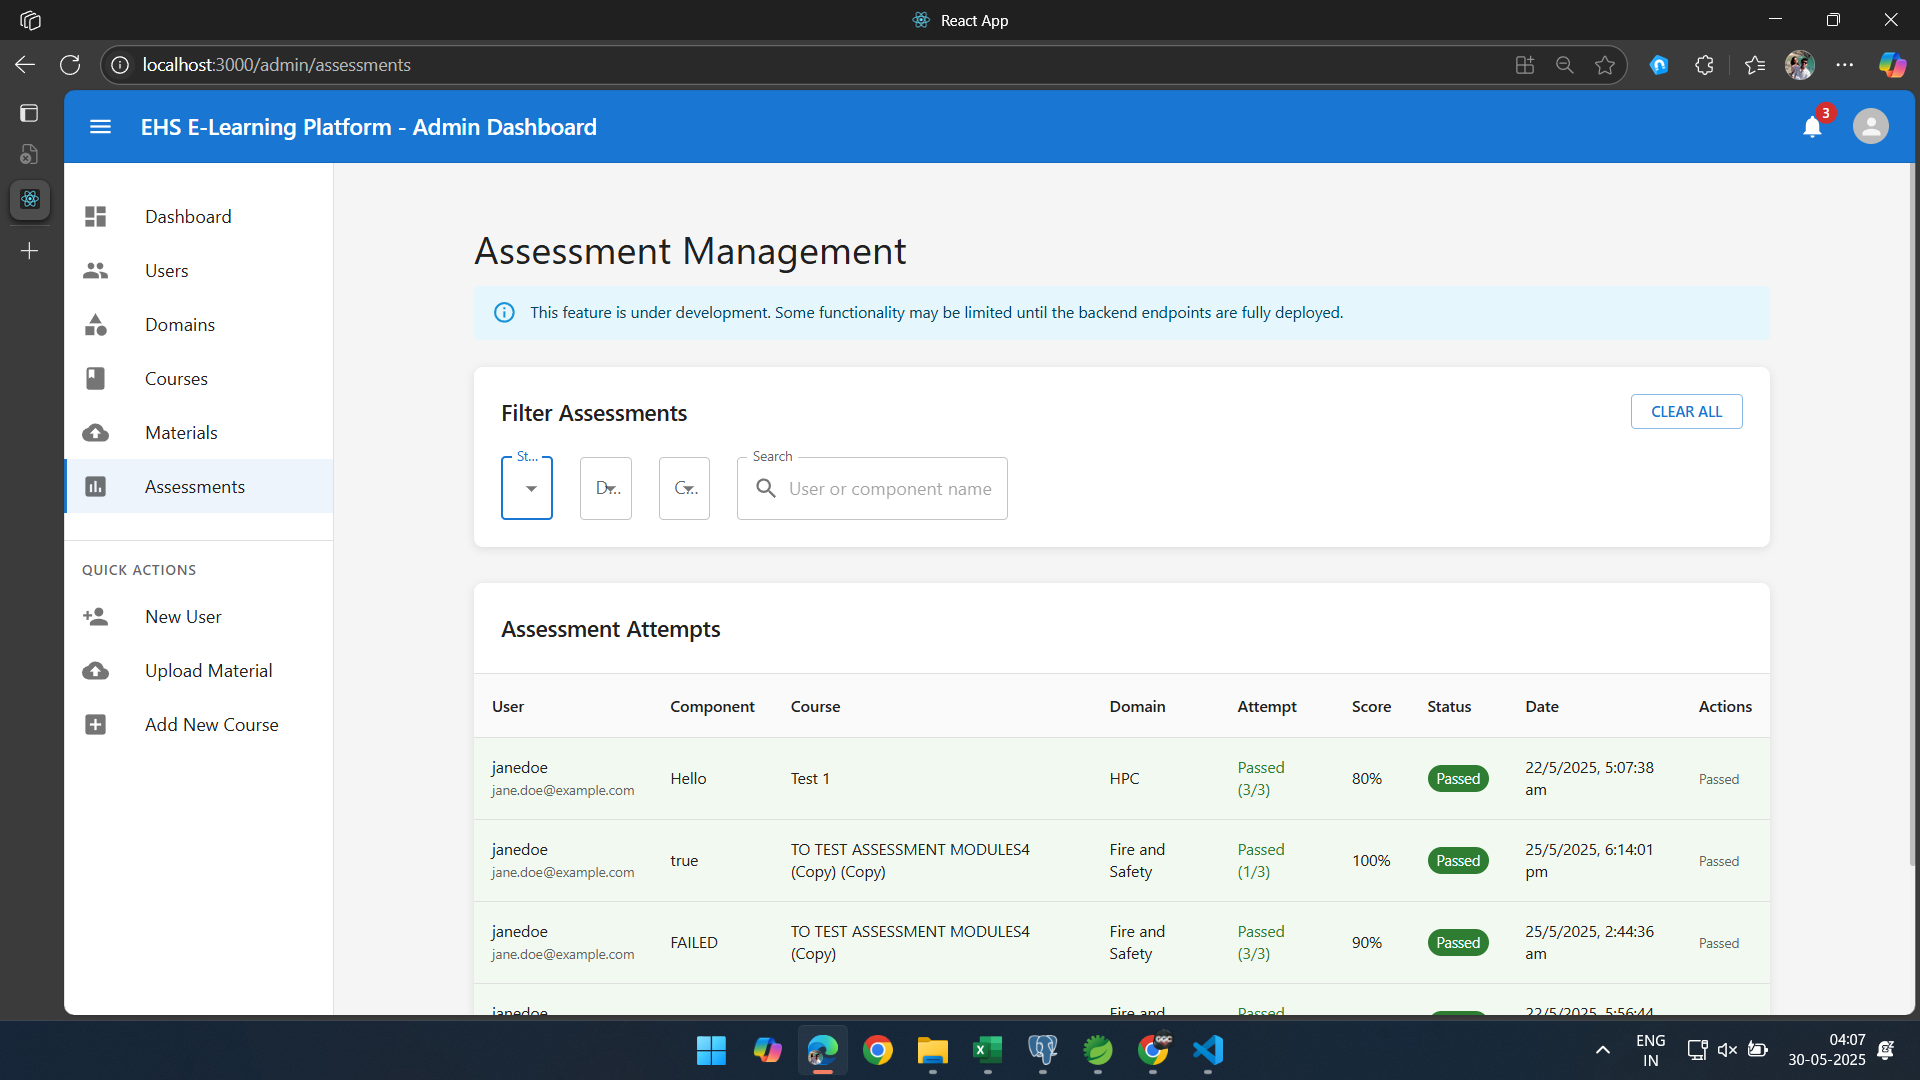 React App
localhost:3000/admin/assessments
EHS E-Learning Platform - Admin Dashboard
3
Dashboard
Users
Domains
Courses
Materials
Assessments
QUICK ACTIONS
New User
Upload Material
Add New Course
Assessment Management
This feature is under development. Some functionality may be limited until the backend endpoints are fully deployed.
Filter Assessments
CLEAR ALL
St...
D...
C...
Search
User or component name
Assessment Attempts
User Component Course Domain Attempt Score Status Date Actions
janedoe
jane.doe@example.com
Hello
Test 1
HPC
Passed
(3/3)
80%
Passed
22/5/2025, 5:07:38
am
Passed
janedoe
jane.doe@example.com
true
TO TEST ASSESSMENT MODULES4
(Copy) (Copy)
Fire and
Safety
Passed
(1/3)
100%
Passed
25/5/2025, 6:14:01
pm
Passed
janedoe
jane.doe@example.com
FAILED
TO TEST ASSESSMENT MODULES4
(Copy)
Fire and
Safety
Passed
(3/3)
90%
Passed
25/5/2025, 2:44:36
am
Passed
janedoe
Fire and
Passed
22/5/2025, 5:56:44
ENG
IN
04:07
30-05-2025